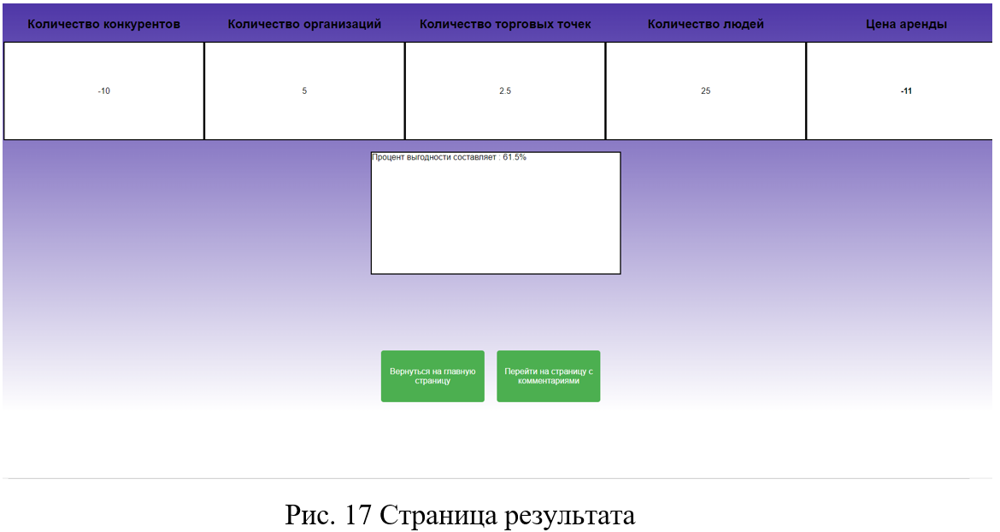 Количество конкурентов Количество организаций Количество торговых точек Количество людей Цена аренды
-10 5 2.5 25 -11
Процент выгодности составляет : 61.5%
Вернуться на главную
страницу
Перейти на страницу с
комментариями
Рис. 17 Страница результата